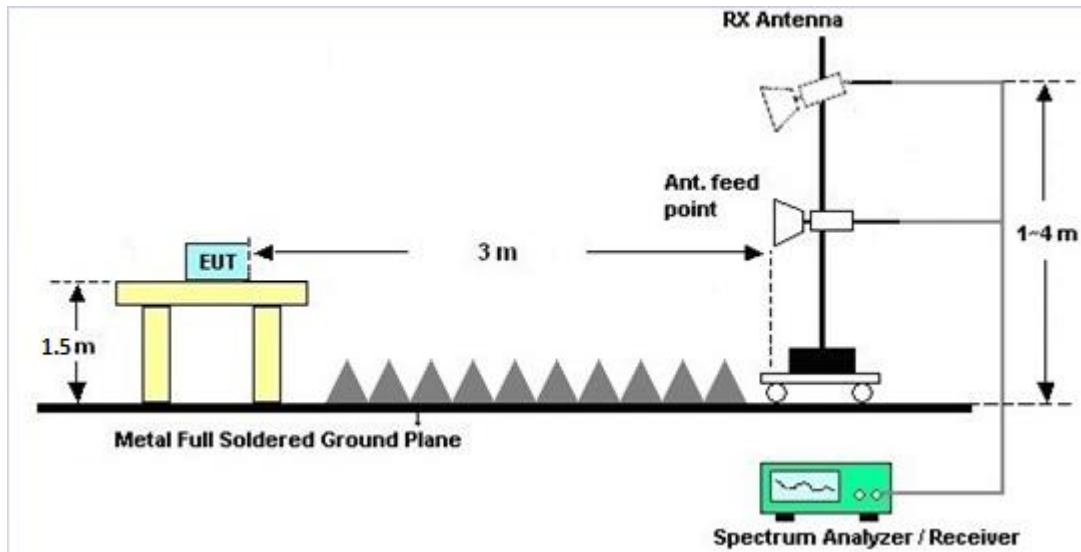 RX Antenna
Ant. feed
point
EUT
3 m
1~4 m
1.5 m
Metal Full Soldered Ground Plane
Spectrum Analyzer / Receiver